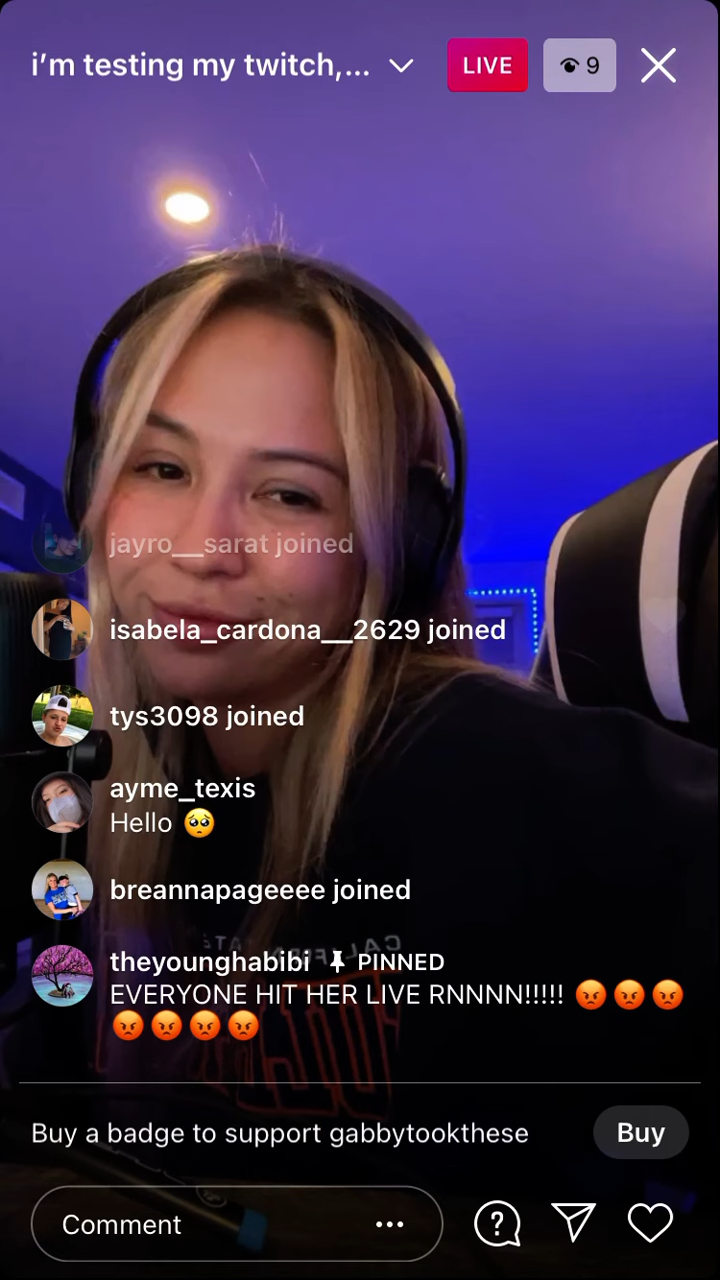 i’m testing my twitch,...
LIVE
9
jayro__sarat joined
isabela_cardona__2629 joined
tys3098 joined
ayme_texis
Hello 🥺
breannapageeee joined
theyounghabibi 📌 PINNED
EVERYONE HIT HER LIVE RNNNN!!!!! 😡😡😡
😡😡😡😡
Buy a badge to support gabbytookthese
Buy
Comment